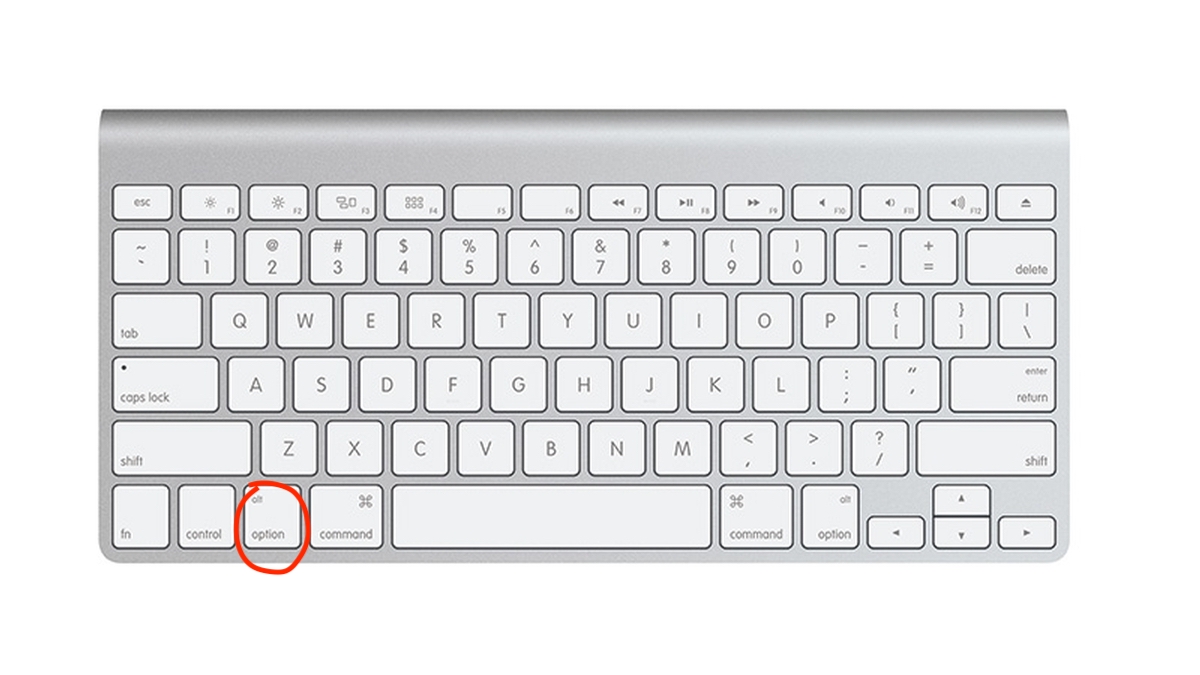 esc F1 F2 F3 F4 F5 F6 F7 F8 F9 F10 F11 F12
~ ! @ # $ % ^ & * ( ) – +
` 1 2 3 4 5 6 7 8 9 0 - = delete
tab Q W E R T Y U I O P { [ } ] | \
caps lock A S D F G H J K L : ; " ' enter return
shift Z X C V B N M < , > . ? / shift
fn control alt option ⌘ command ⌘ command alt option